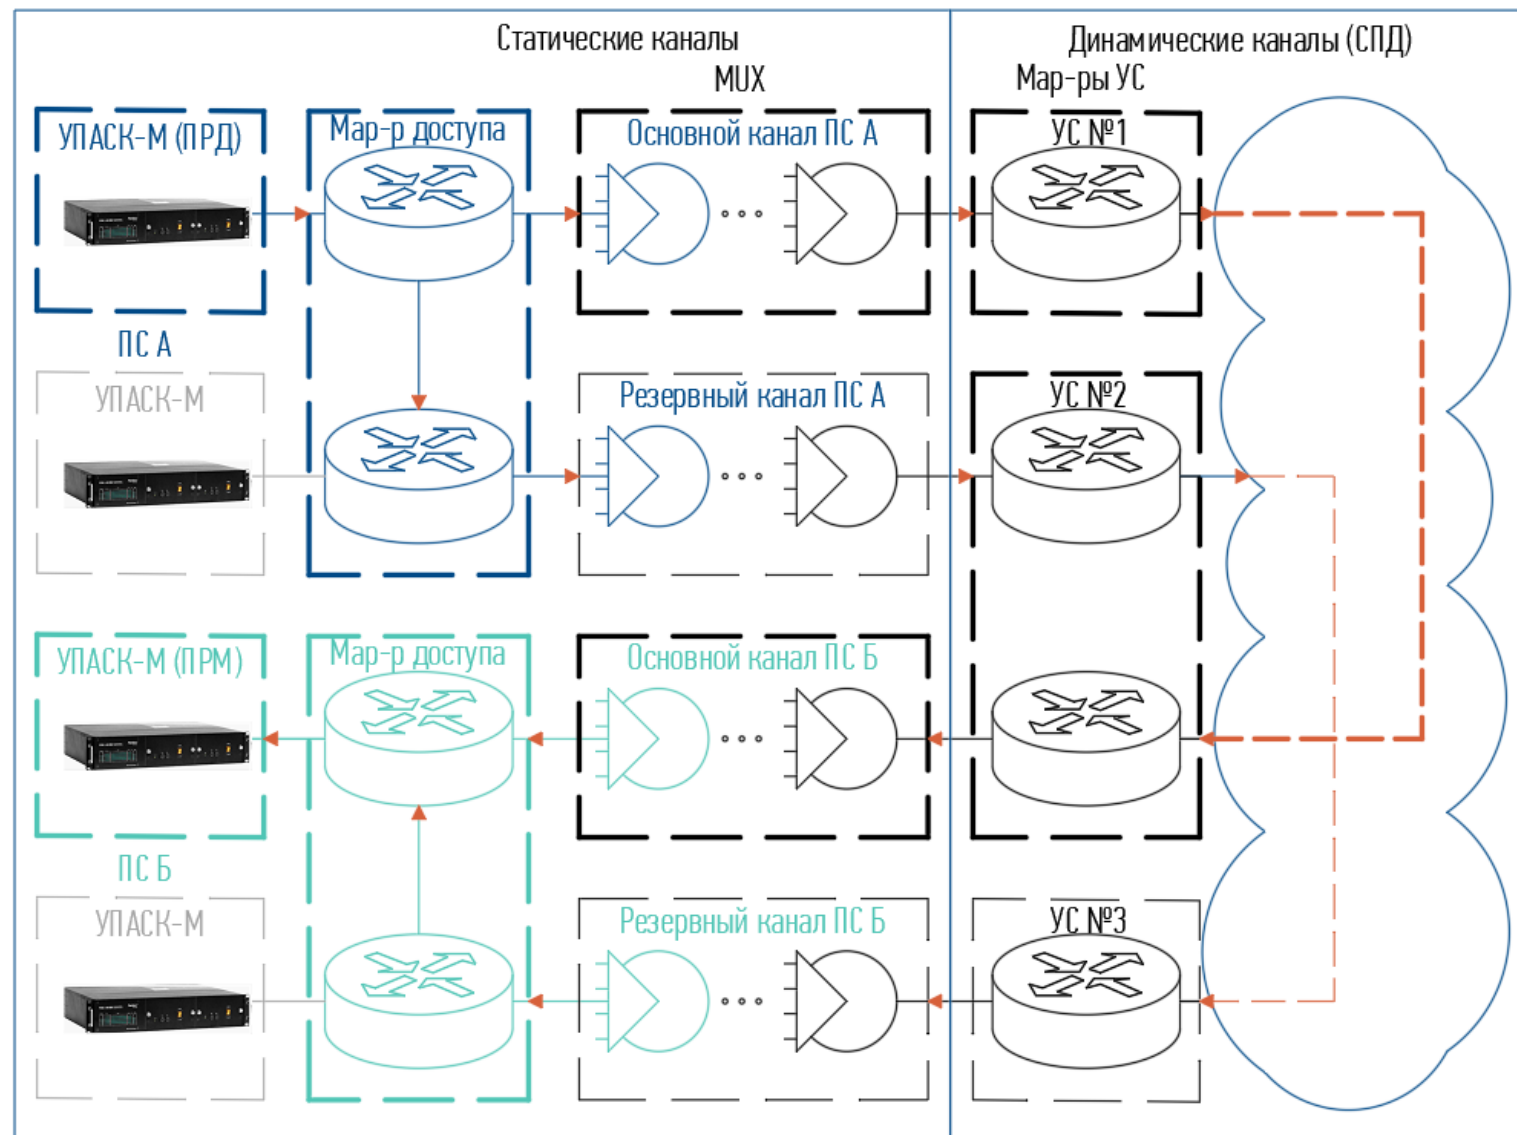 Статические каналы
Динамические каналы (СПД)
MUX
Мар-ры УС
УПАСК-М (ПРД)
Мар-р доступа
Основной канал ПС А
УС №1
ПС А
УПАСК-М
Резервный канал ПС А
УС №2
УПАСК-М (ПРМ)
Мар-р доступа
Основной канал ПС Б
ПС Б
УПАСК-М
Резервный канал ПС Б
УС №3